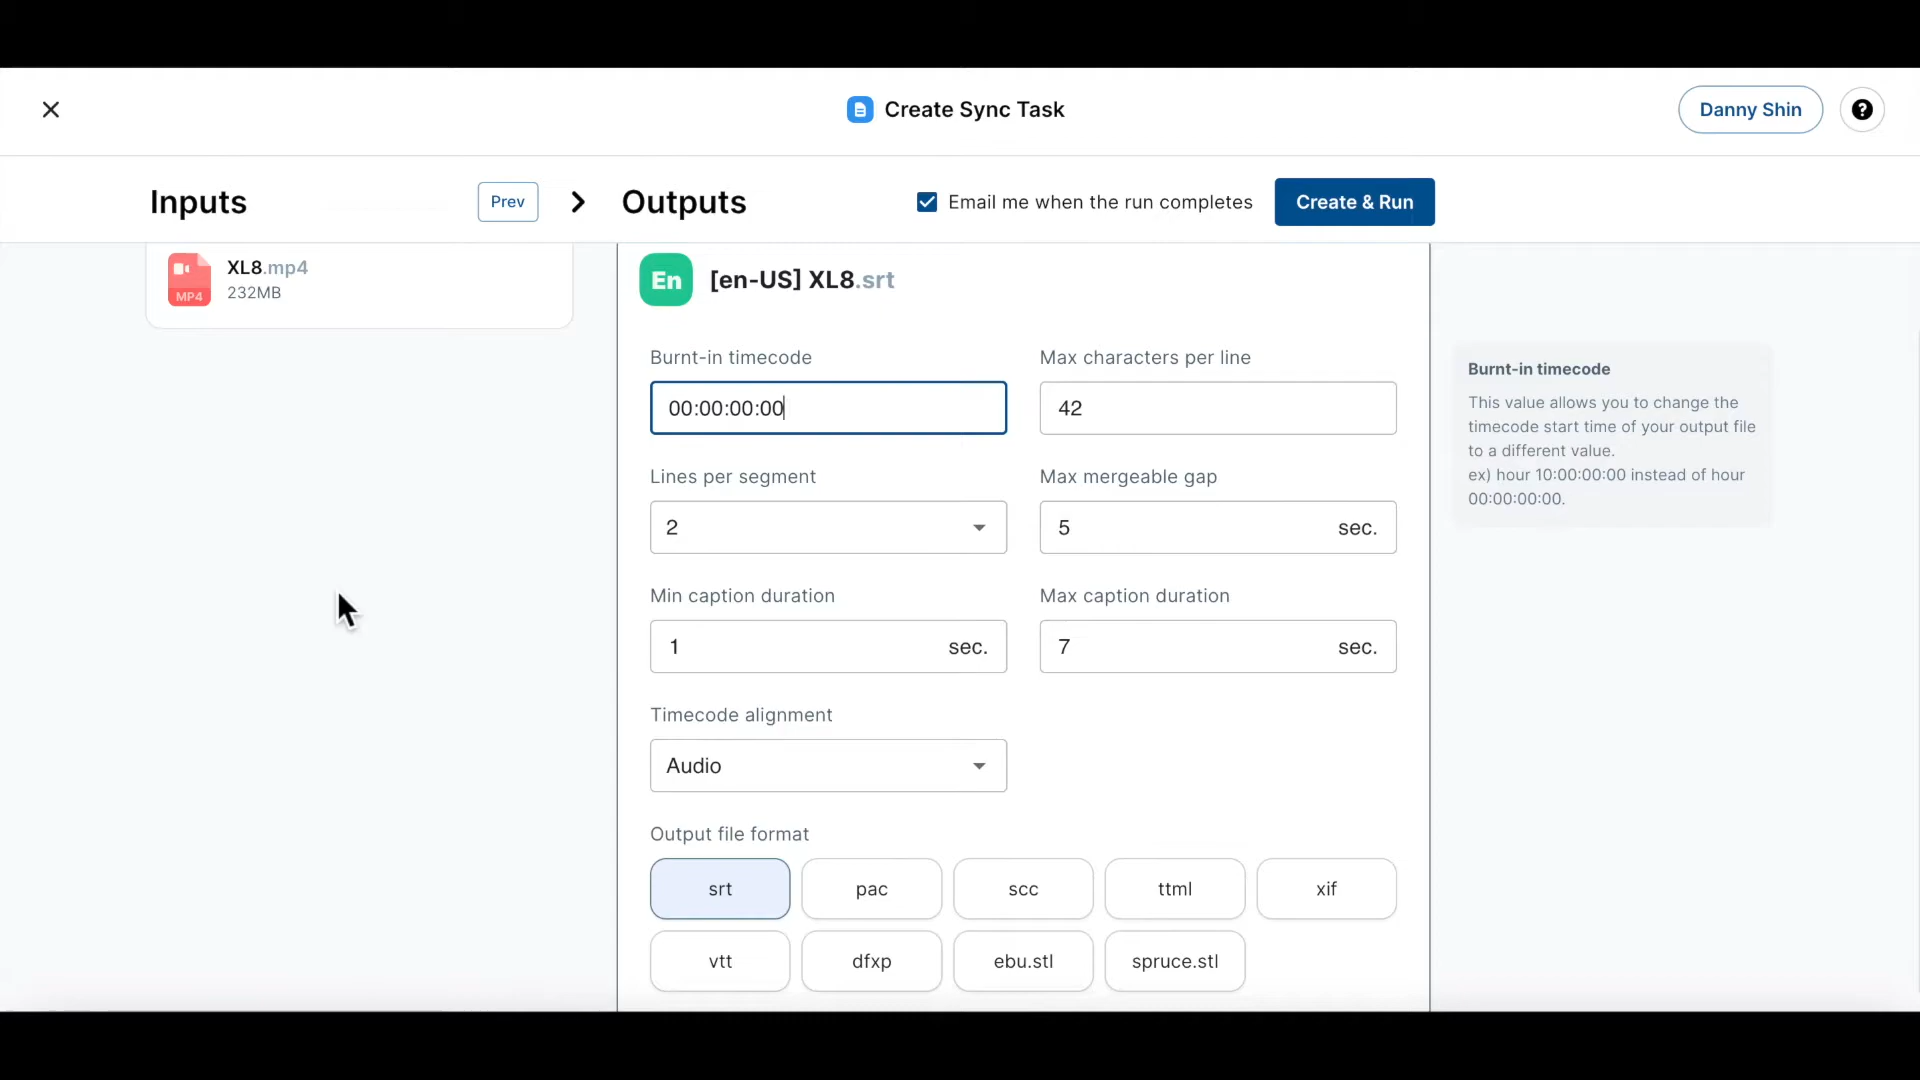 Create Sync Task
Danny Shin
?
Inputs
Prev
Outputs
Email me when the run completes
Create & Run
MP4
XL8.mp4
232MB
En
[en-US] XL8.srt
Burnt-in timecode
00:00:00:00
Max characters per line
42
Lines per segment
2
Max mergeable gap
5 sec.
Min caption duration
1 sec.
Max caption duration
7 sec.
Timecode alignment
Audio
Output file format
srt
pac
scc
ttml
xif
vtt
dfxp
ebu.stl
spruce.stl
Burnt-in timecode
This value allows you to change the
timecode start time of your output file
to a different value.
ex) hour 10:00:00:00 instead of hour
00:00:00:00.